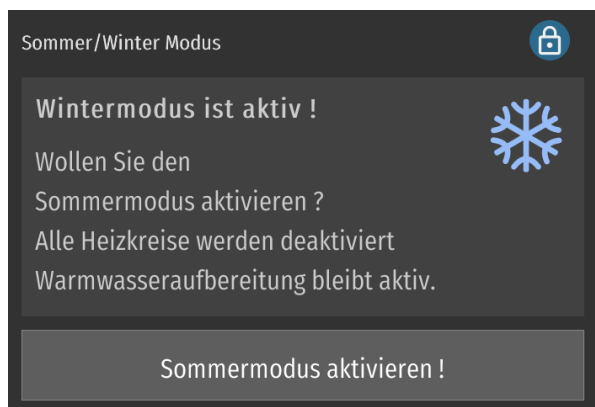 Sommer/Winter Modus
Wintermodus ist aktiv !
Wollen Sie den
Sommermodus aktivieren ?
Alle Heizkreise werden deaktiviert
Warmwasseraufbereitung bleibt aktiv.
Sommermodus aktivieren !